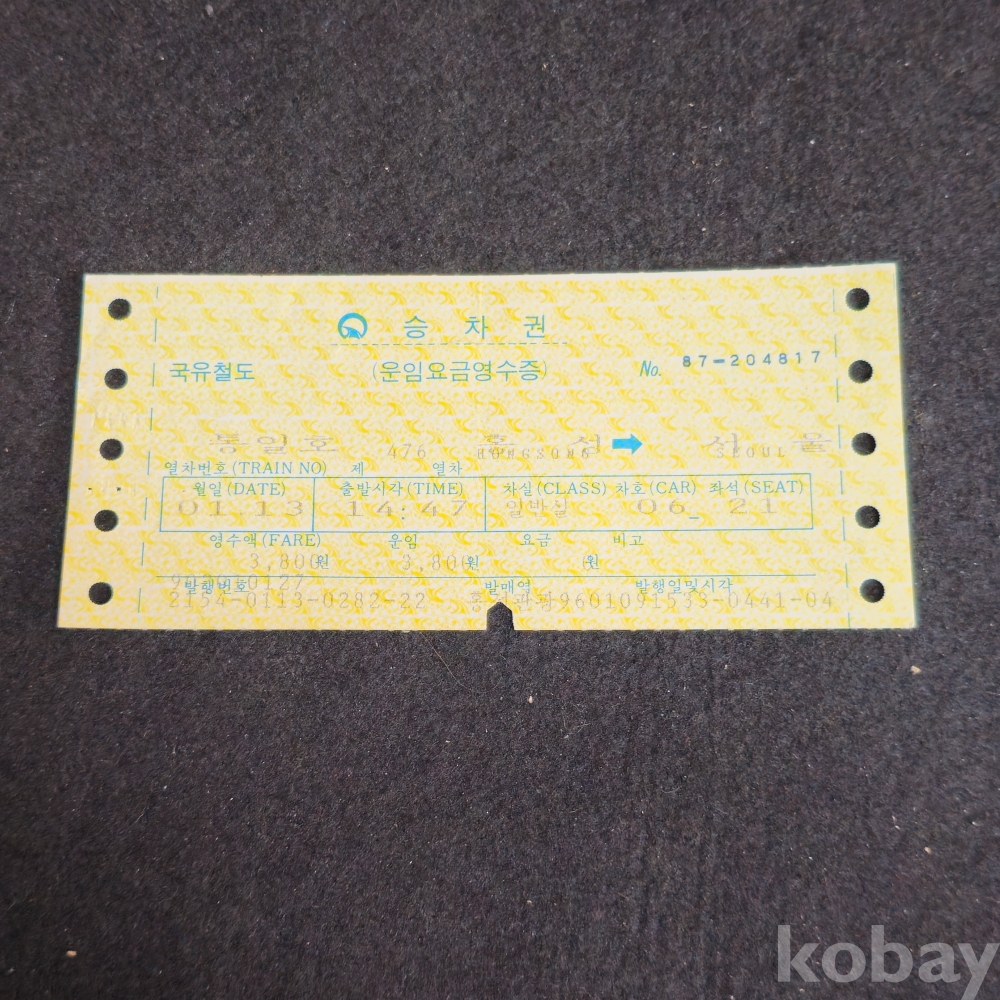 승차권
국유철도 (운임요금영수증) No. 87-204817
통일호 476 홍성 ➡ 서울
HONGSUNG SEOUL
열차번호(TRAIN NO) 제 열차
월일(DATE) 출발시각(TIME) 차실(CLASS) 차호(CAR) 좌석(SEAT)
01.13 14:47 일반실 06_ 21
영수액(FARE) 운임 요금 비고
3,800원 3,800원 원
발행번호 발매역 발행일및시각
2154-0113-0282-22 9601091533-0441-04
kobay